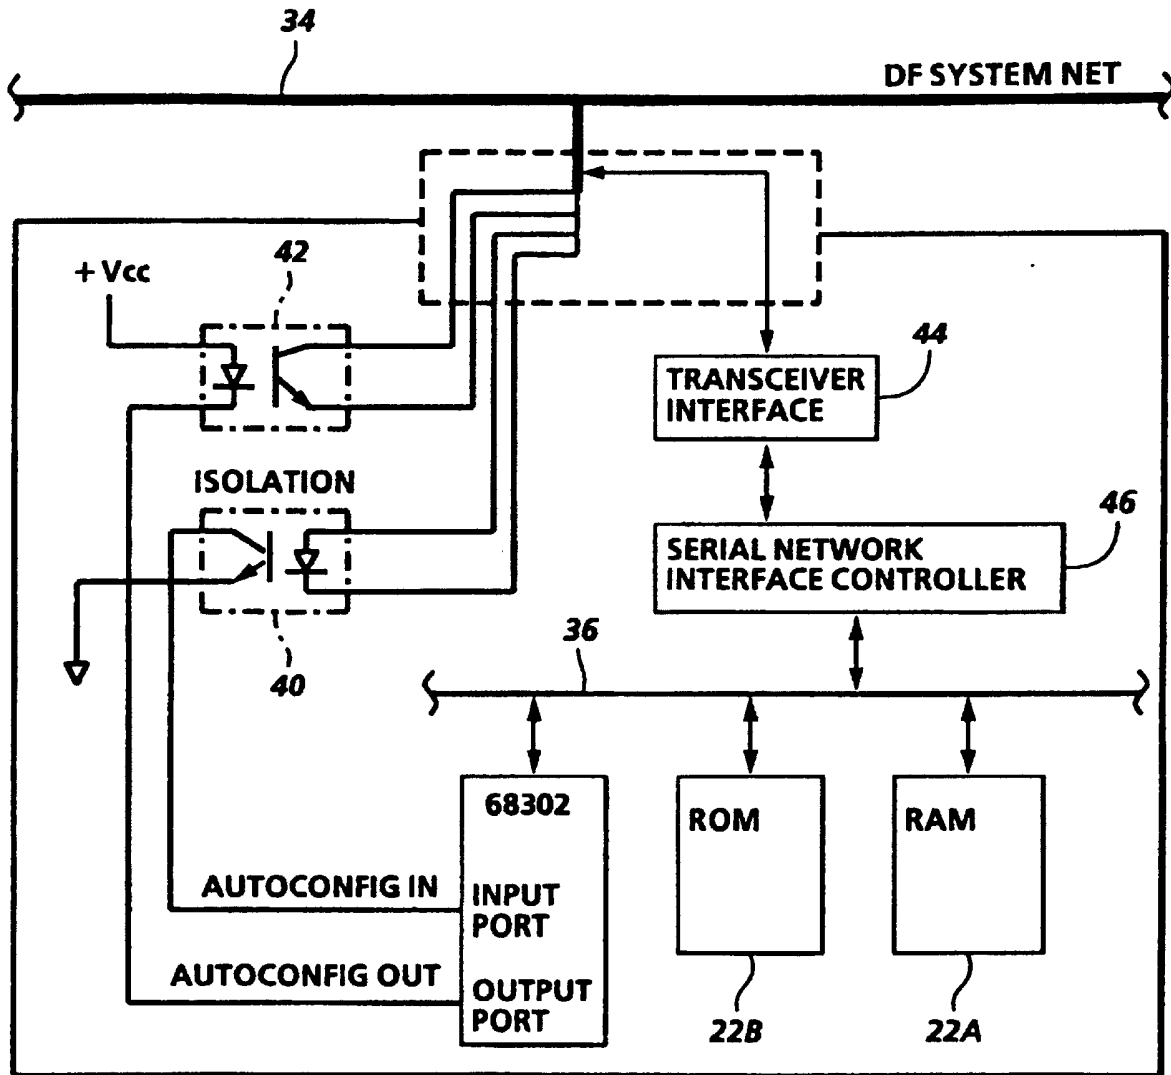 34
DF SYSTEM NET
42
+ Vcc
44
TRANSCEIVER
INTERFACE
ISOLATION
46
SERIAL NETWORK
INTERFACE CONTROLLER
36
40
68302
ROM
RAM
AUTOCONFIG IN
INPUT
PORT
AUTOCONFIG OUT
OUTPUT
PORT
22B
22A